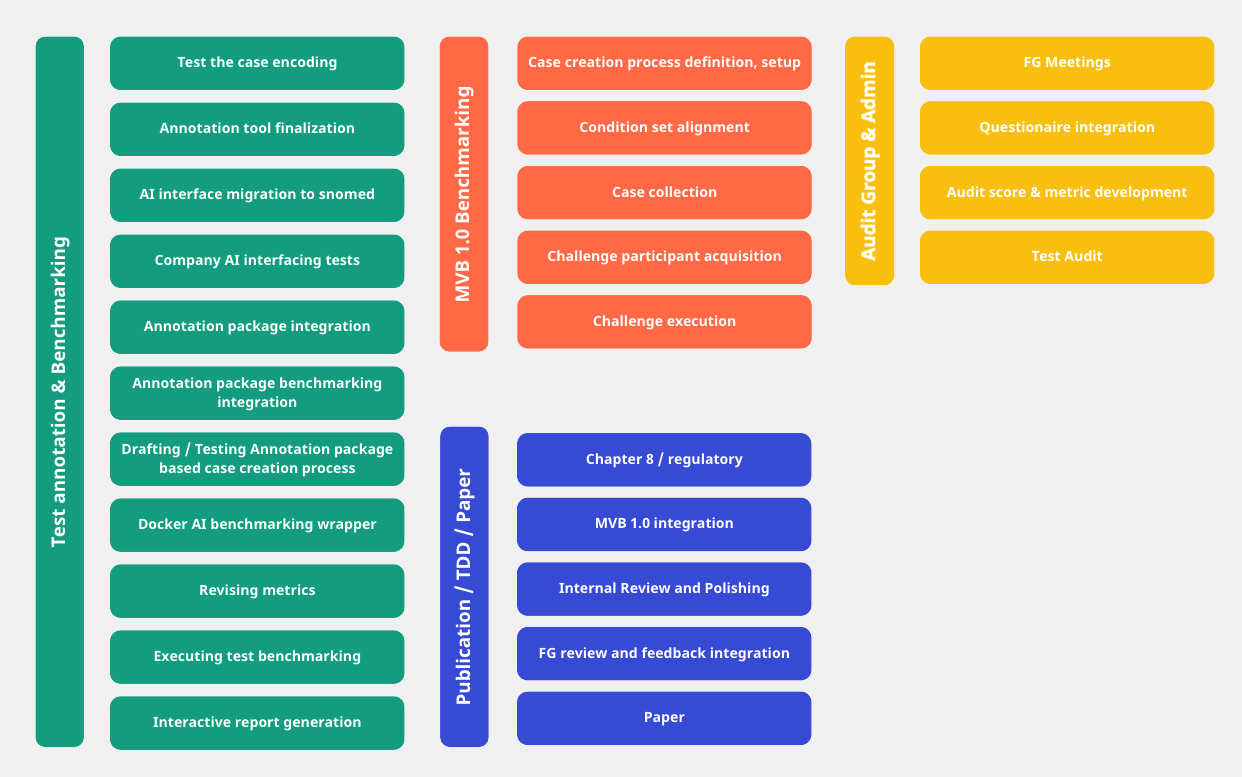 Test annotation & Benchmarking
Test the case encoding
Annotation tool finalization
AI interface migration to snomed
Company AI interfacing tests
Annotation package integration
Annotation package benchmarking
integration
Drafting / Testing Annotation package
based case creation process
Docker AI benchmarking wrapper
Revising metrics
Executing test benchmarking
Interactive report generation
MVB 1.0 Benchmarking
Case creation process definition, setup
Condition set alignment
Case collection
Challenge participant acquisition
Challenge execution
Publication / TDD / Paper
Chapter 8 / regulatory
MVB 1.0 integration
Internal Review and Polishing
FG review and feedback integration
Paper
Audit Group & Admin
FG Meetings
Questionaire integration
Audit score & metric development
Test Audit